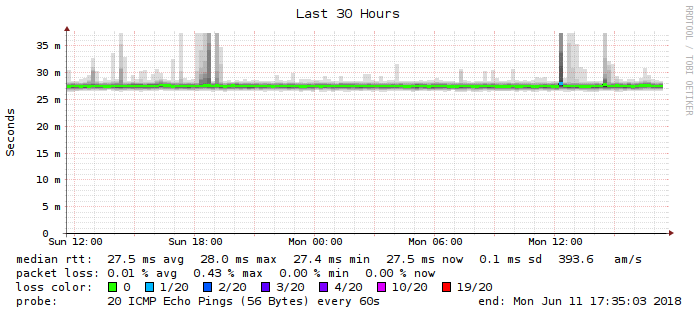 Last 30 Hours
RRDTOOL / TOBI OETIKER
Seconds
35 m
30 m
25 m
20 m
15 m
10 m
5 m
0
Sun 12:00 Sun 18:00 Mon 00:00 Mon 06:00 Mon 12:00
median rtt: 27.5 ms avg 28.0 ms max 27.4 ms min 27.5 ms now 0.1 ms sd 393.6 am/s
packet loss: 0.01 % avg 0.43 % max 0.00 % min 0.00 % now
loss color: 0 1/20 2/20 3/20 4/20 10/20 19/20
probe: 20 ICMP Echo Pings (56 Bytes) every 60s end: Mon Jun 11 17:35:03 2018